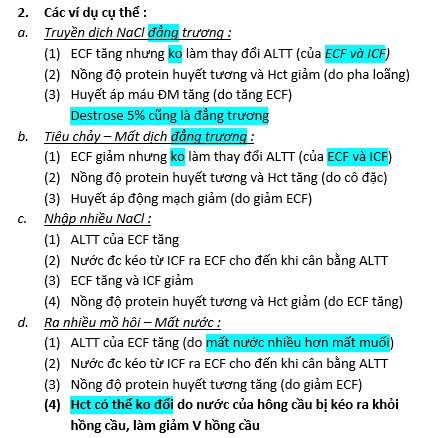 2. Các ví dụ cụ thể :
a. Truyền dịch NaCl đẳng trương :
(1) ECF tăng nhưng ko làm thay đổi ALTT (của ECF và ICF)
(2) Nồng độ protein huyết tương và Hct giảm (do pha loãng)
(3) Huyết áp máu ĐM tăng (do tăng ECF)
Destrose 5% cũng là đẳng trương
b. Tiêu chảy – Mất dịch đẳng trương :
(1) ECF giảm nhưng ko làm thay đổi ALTT (của ECF và ICF)
(2) Nồng độ protein huyết tương và Hct tăng (do cô đặc)
(3) Huyết áp động mạch giảm (do giảm ECF)
c. Nhập nhiều NaCl :
(1) ALTT của ECF tăng
(2) Nước đc kéo từ ICF ra ECF cho đến khi cân bằng ALTT
(3) ECF tăng và ICF giảm
(4) Nồng độ protein huyết tương và Hct giảm (do ECF tăng)
d. Ra nhiều mồ hôi – Mất nước :
(1) ALTT của ECF tăng (do mất nước nhiều hơn mất muối)
(2) Nước đc kéo từ ICF ra ECF cho đến khi cân bằng ALTT
(3) Nồng độ protein huyết tương tăng (do giảm ECF)
(4) Hct có thể ko đổi do nước của hồng cầu bị kéo ra khỏi
hồng cầu, làm giảm V hồng cầu